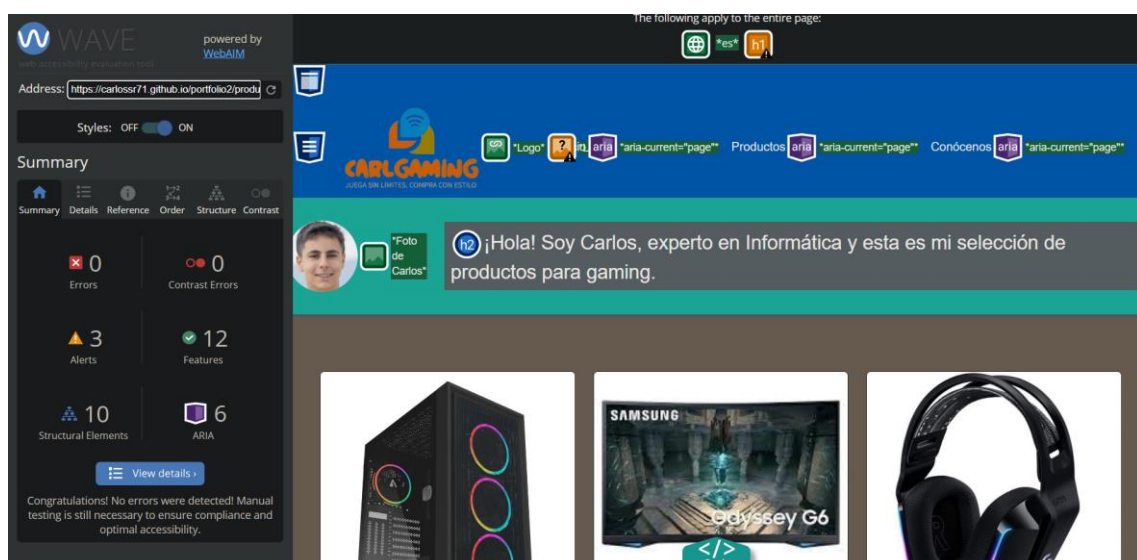 WAVE
powered by
WebAIM
web accessibility evaluation tool
Address: https://carlossr71.github.io/portfolio2/produ
Styles: OFF ON
Summary
Summary Details Reference Order Structure Contrast
0
Errors
0
Contrast Errors
3
Alerts
12
Features
10
Structural Elements
6
ARIA
View details ›
Congratulations! No errors were detected! Manual
testing is still necessary to ensure compliance and
optimal accessibility.
The following apply to the entire page:
*es* h1
CARLGAMING
JUEGA SIN LÍMITES, COMPRA CON ESTILO
*Logo* ? aria *aria-current="page"* Productos aria *aria-current="page"* Conócenos aria *aria-current="page"*
*Foto
de
Carlos*
h2 ¡Hola! Soy Carlos, experto en Informática y esta es mi selección de
productos para gaming.
SAMSUNG
Odyssey G6
</>